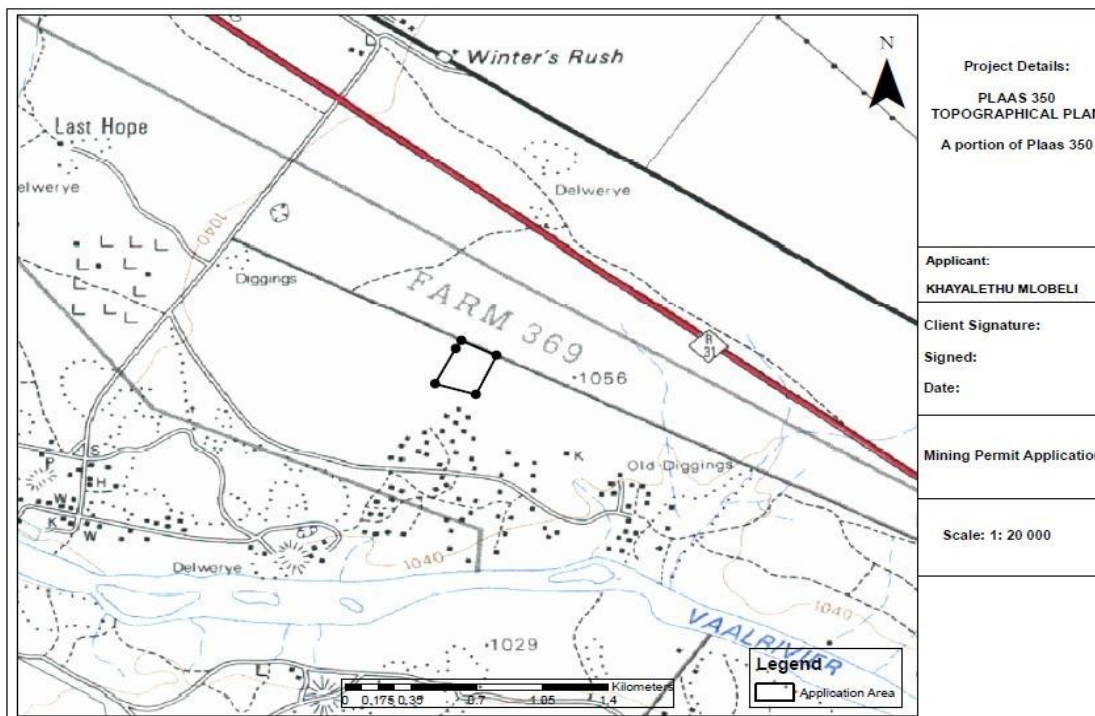 Winter's Rush
N
Last Hope
elwerye
Delwerye
1040
Diggings
FARM 369
R
31
1056
K
Old Diggings
S
P
H
W
K
W
Delwerye
1040
1040
VAALRIVIER
1029
Kilometers
0 0,175 0,35 0,7 1,05 1,4
Legend
Application Area
Project Details:
PLAAS 350
TOPOGRAPHICAL PLAN
A portion of Plaas 350
Applicant:
KHAYALETHU MLOBELI
Client Signature:
Signed:
Date:
Mining Permit Application
Scale: 1: 20 000